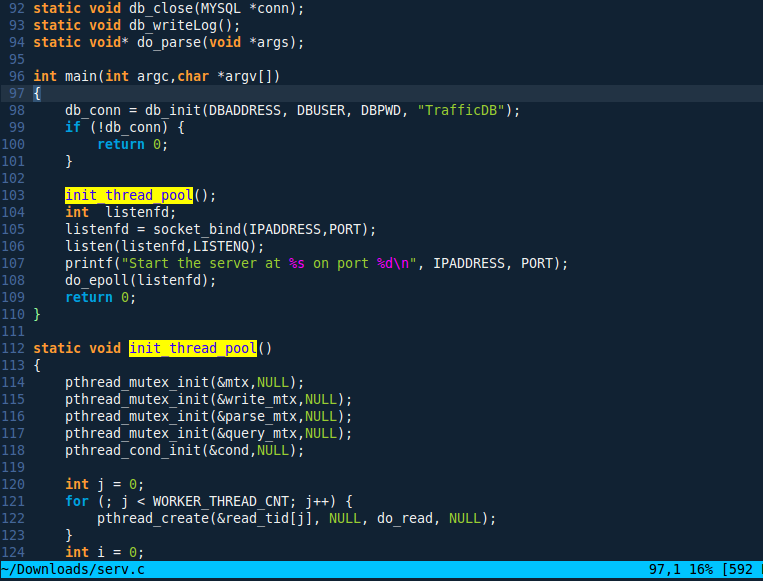 92 static void db_close(MYSQL *conn);
93 static void db_writeLog();
94 static void* do_parse(void *args);
95
96 int main(int argc,char *argv[])
97 {
98     db_conn = db_init(DBADDRESS, DBUSER, DBPWD, "TrafficDB");
99     if (!db_conn) {
100         return 0;
101     }
102
103     init_thread_pool();
104     int  listenfd;
105     listenfd = socket_bind(IPADDRESS,PORT);
106     listen(listenfd,LISTENQ);
107     printf("Start the server at %s on port %d\n", IPADDRESS, PORT);
108     do_epoll(listenfd);
109     return 0;
110 }
111
112 static void init_thread_pool()
113 {
114     pthread_mutex_init(&mtx,NULL);
115     pthread_mutex_init(&write_mtx,NULL);
116     pthread_mutex_init(&parse_mtx,NULL);
117     pthread_mutex_init(&query_mtx,NULL);
118     pthread_cond_init(&cond,NULL);
119
120     int j = 0;
121     for (; j < WORKER_THREAD_CNT; j++) {
122         pthread_create(&read_tid[j], NULL, do_read, NULL);
123     }
124     int i = 0;
~/Downloads/serv.c 97,1 16% [592